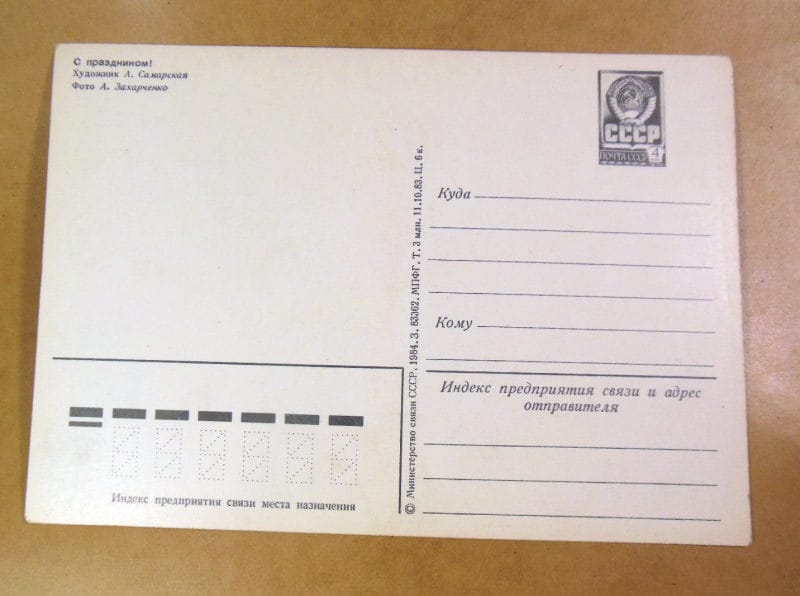 С праздником!
Художник А. Самарская
Фото А. Захарченко
СССР
ПОЧТА СССР 4
Куда
Кому
Индекс предприятия связи и адрес
отправителя
© Министерство связи СССР, 1984. З. 83362. МПФГ. Т. 3 млн. 11.10.83. Ц. 6 к.
Индекс предприятия связи места назначения